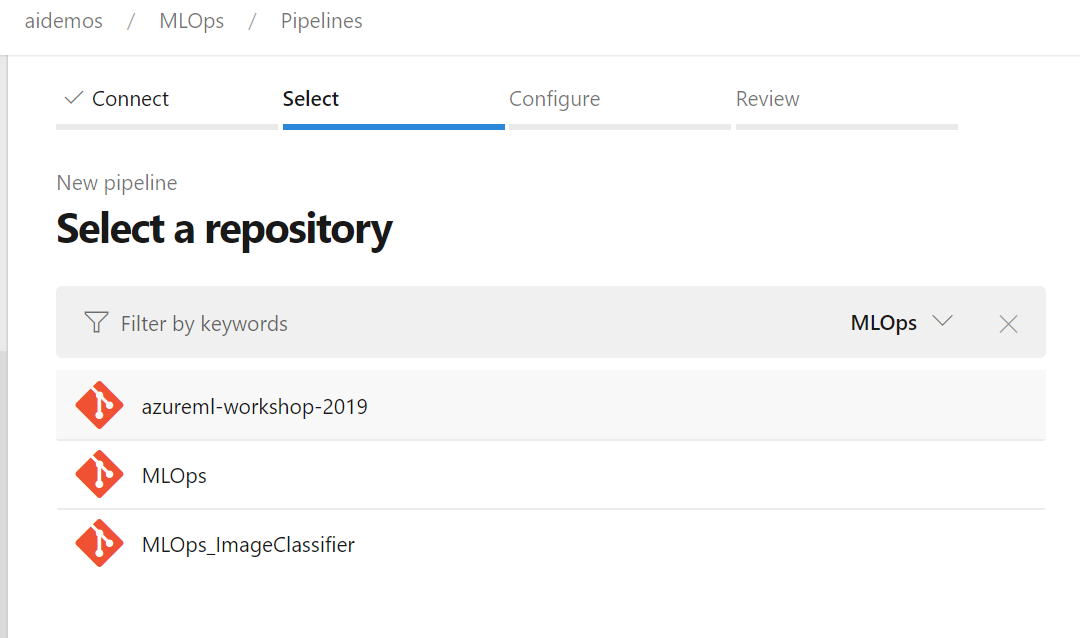 aidemos / MLOps / Pipelines
Connect Select Configure Review
New pipeline
Select a repository
Filter by keywords MLOps
azureml-workshop-2019
MLOps
MLOps_ImageClassifier